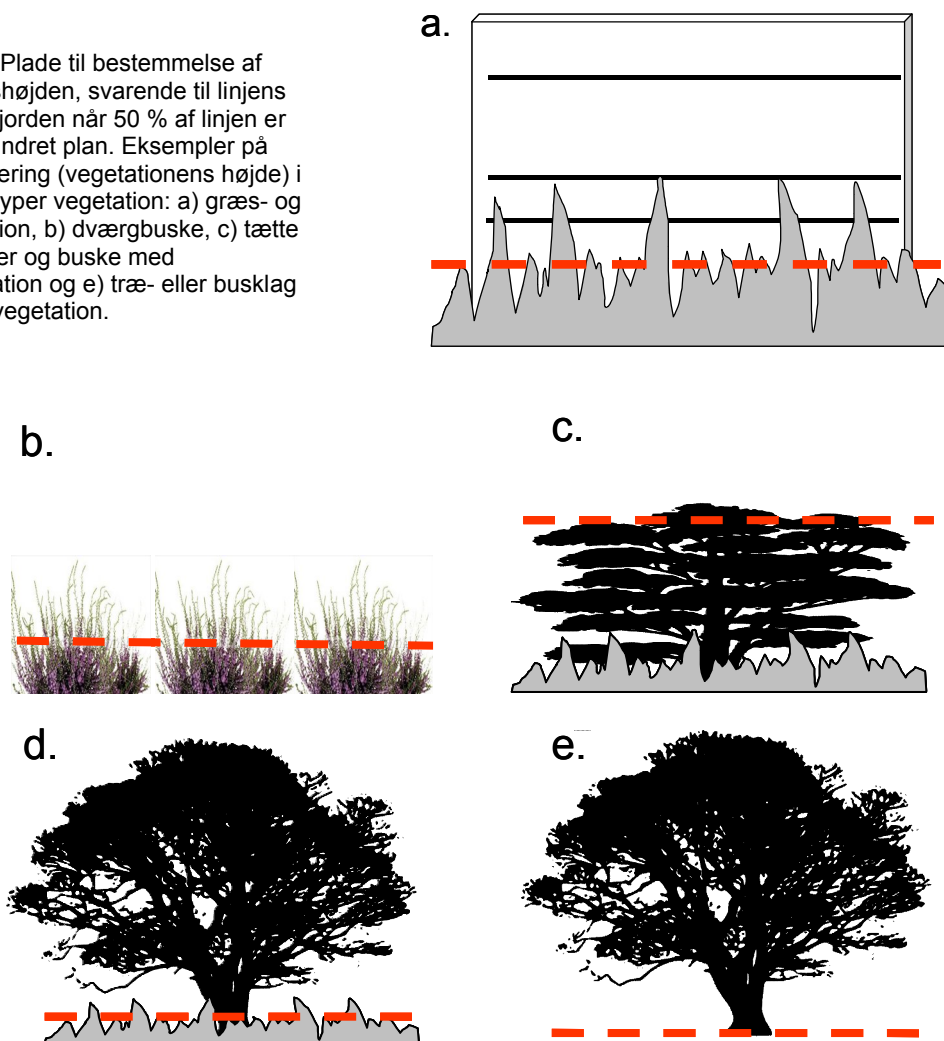 a.
Plade til bestemmelse af
shøjden, svarende til linjens
jorden når 50 % af linjen er
ndret plan. Eksempler på
ering (vegetationens højde) i
yper vegetation: a) græs- og
ion, b) dværgbuske, c) tætte
er og buske med
ation og e) træ- eller busklag
vegetation.
b.
c.
d.
e.